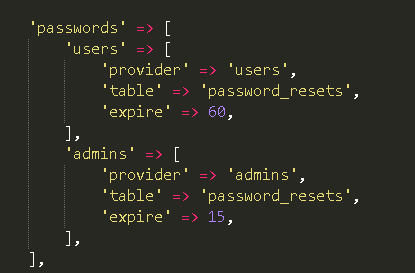 'passwords' => [
'users' => [
'provider' => 'users',
'table' => 'password_resets',
'expire' => 60,
],
'admins' => [
'provider' => 'admins',
'table' => 'password_resets',
'expire' => 15,
],
],